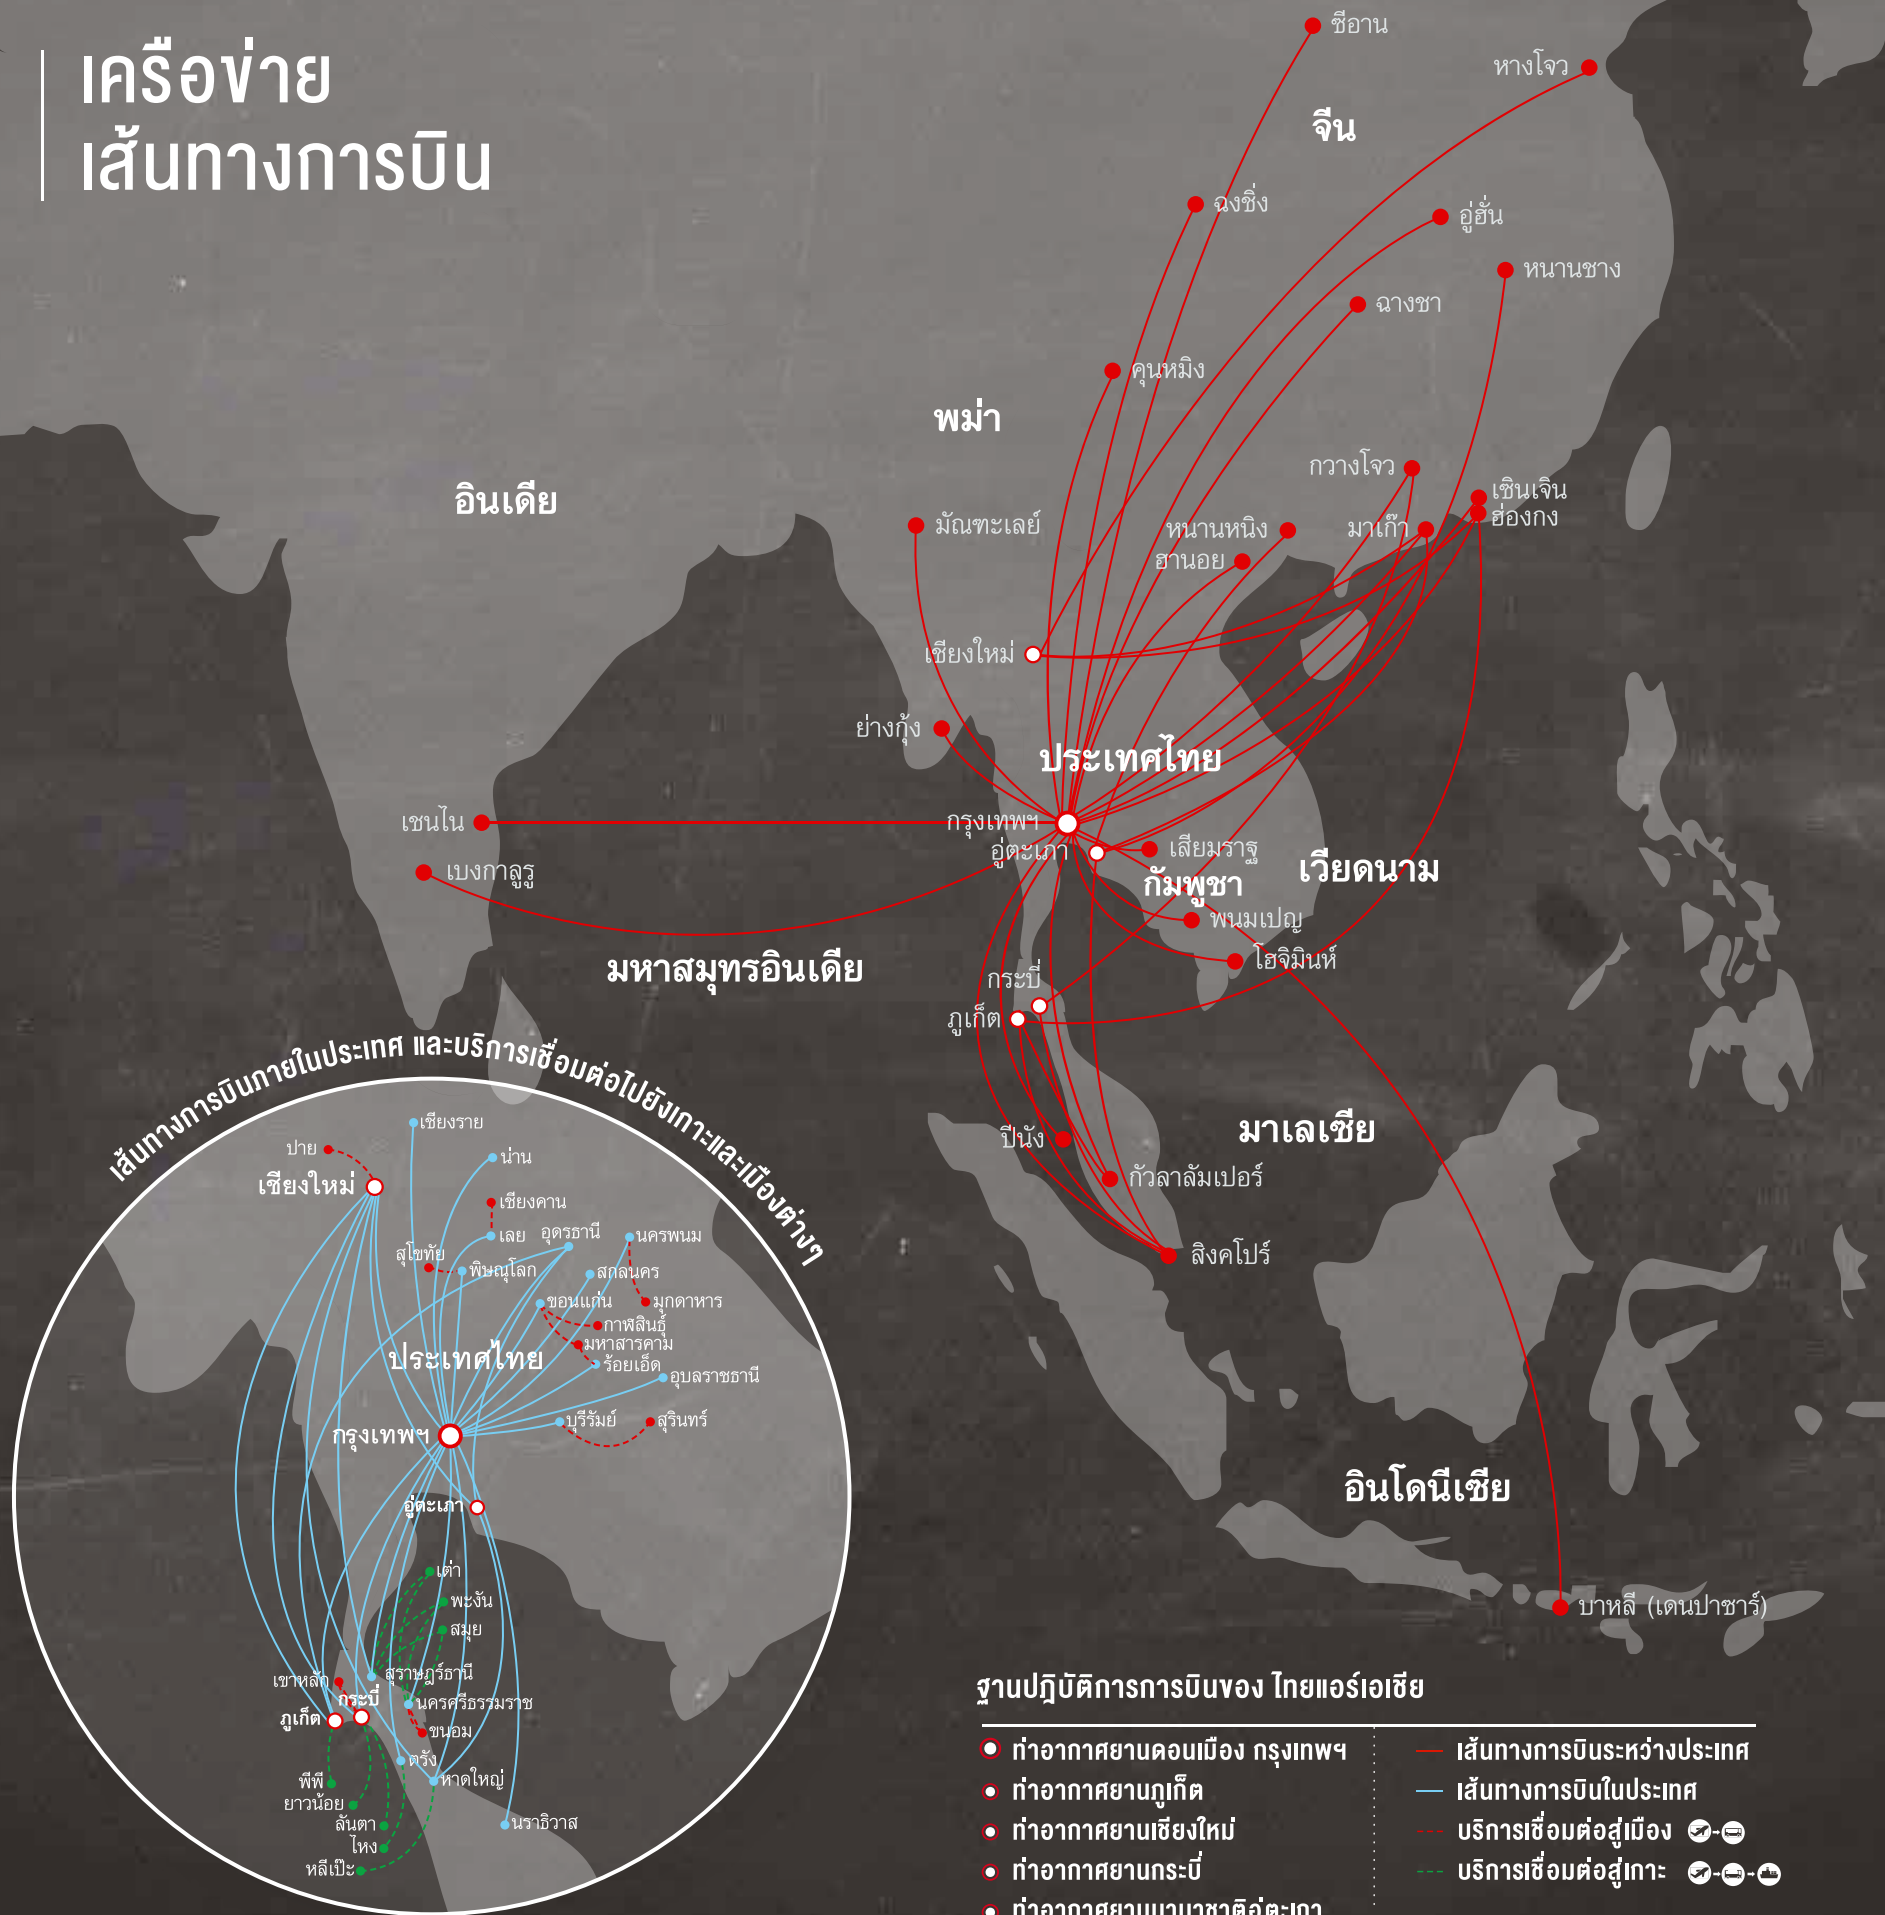 เครือข่าย
เส้นทางการบิน
ซีอาน
หางโจว
จีน
ฉงชิ่ง
อู่ฮั่น
หนานชาง
ฉางชา
คุนหมิง
พม่า
กวางโจว
อินเดีย
เซินเจิ้น
ฮ่องกง
มัณฑะเลย์
หนานหนิง
มาเก๊า
ฮานอย
เชียงใหม่
ย่างกุ้ง
ประเทศไทย
เชนไน
กรุงเทพฯ
อู่ตะเภา
เสียมราฐ
เบงกาลูรู
กัมพูชา
เวียดนาม
พนมเปญ
มหาสมุทรอินเดีย
โฮจิมินห์
กระบี่
ภูเก็ต
มาเลเซีย
ปีนัง
กัวลาลัมเปอร์
สิงคโปร์
อินโดนีเซีย
บาหลี (เดนปาซาร์)
เส้นทางการบินภายในประเทศ และบริการเชื่อมต่อไปยังเกาะและเมืองต่างๆ
เชียงราย
ปาย
น่าน
เชียงใหม่
เชียงคาน
เลย
อุดรธานี
นครพนม
สุโขทัย
พิษณุโลก
สกลนคร
ขอนแก่น
มุกดาหาร
กาฬสินธุ์
มหาสารคาม
ประเทศไทย
ร้อยเอ็ด
อุบลราชธานี
บุรีรัมย์
สุรินทร์
กรุงเทพฯ
อู่ตะเภา
เต่า
พะงัน
สมุย
เขาหลัก
สุราษฎร์ธานี
กระบี่
นครศรีธรรมราช
ภูเก็ต
ขนอม
ตรัง
หาดใหญ่
พีพี
ยาวน้อย
ลันตา
นราธิวาส
ไหง
หลีเป๊ะ
ฐานปฎิบัติการการบินของ ไทยแอร์เอเชีย
ท่าอากาศยานดอนเมือง กรุงเทพฯ
ท่าอากาศยานภูเก็ต
ท่าอากาศยานเชียงใหม่
ท่าอากาศยานกระบี่
ท่าอากาศยานนานาชาติอู่ตะเภา
เส้นทางการบินระหว่างประเทศ
เส้นทางการบินในประเทศ
บริการเชื่อมต่อสู่เมือง
บริการเชื่อมต่อสู่เกาะ